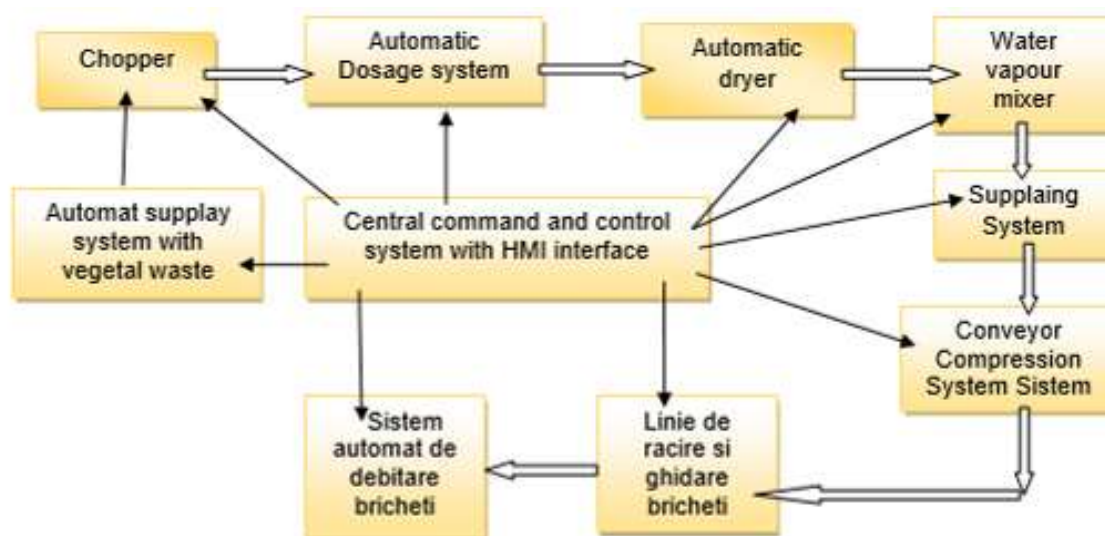 Chopper
Automatic
Dosage system
Automatic
dryer
Water
vapour
mixer
Automat supplay
system with
vegetal waste
Central command and control
system with HMI interface
Supplaing
System
Conveyor
Compression
System Sistem
Sistem
automat de
debitare
bricheti
Linie de
racire si
ghidare
bricheti